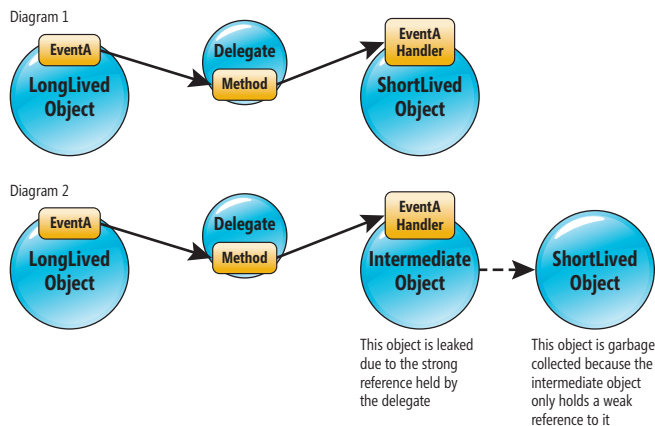 Diagram 1
EventA
LongLived
Object
Delegate
Method
EventA
Handler
ShortLived
Object
Diagram 2
EventA
LongLived
Object
Delegate
Method
EventA
Handler
Intermediate
Object
ShortLived
Object
This object is leaked
due to the strong
reference held by
the delegate
This object is garbage
collected because the
intermediate object
only holds a weak
reference to it